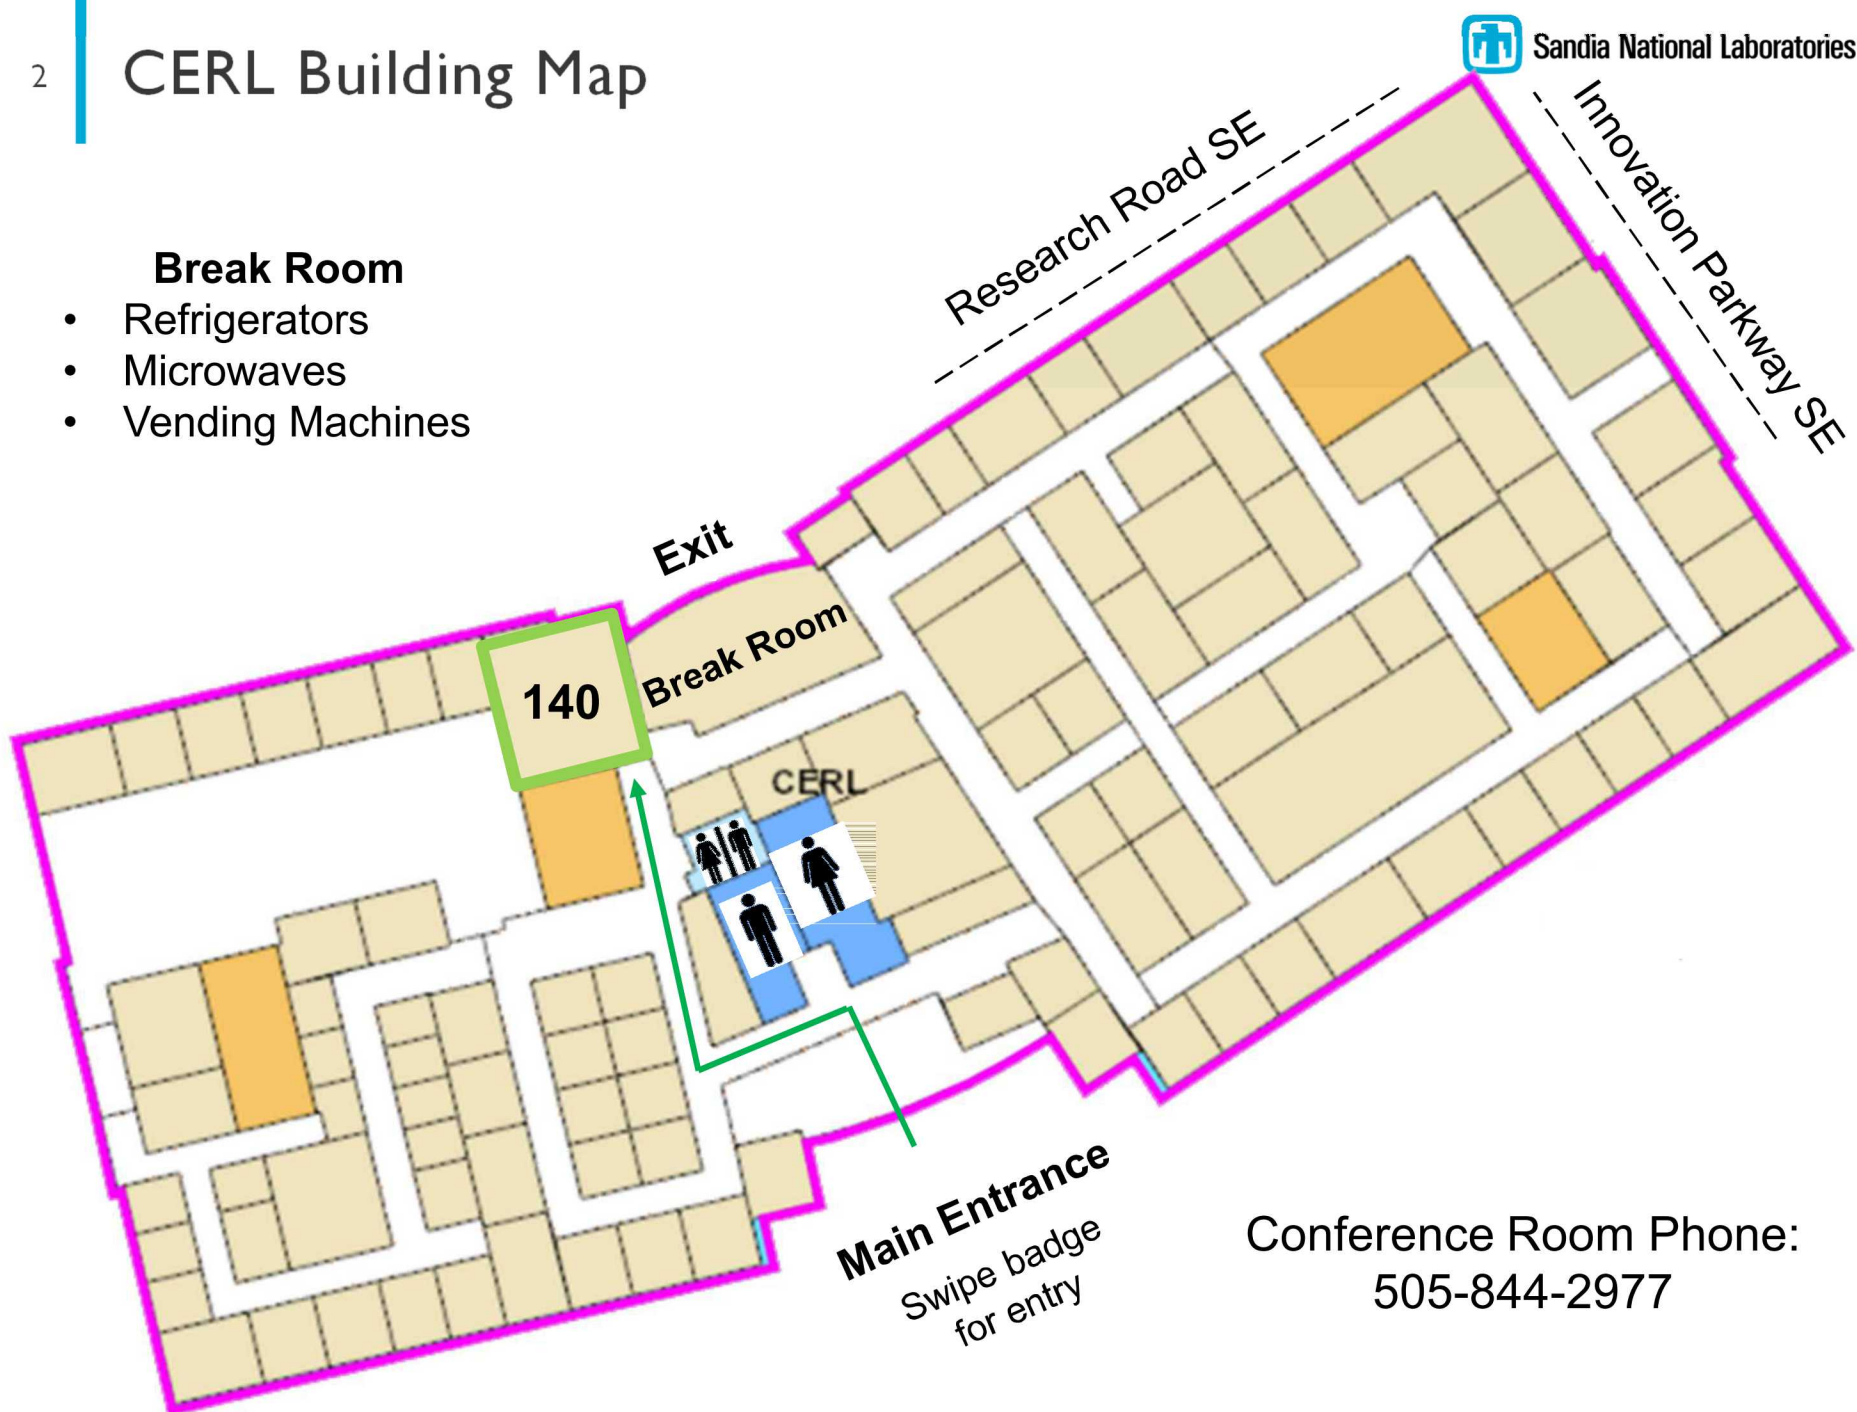 2
CERL Building Map
Sandia National Laboratories
Research Road SE
Innovation Parkway SE
Break Room
• Refrigerators
• Microwaves
• Vending Machines
Exit
Break Room
140
CERL
Main Entrance
Swipe badge
for entry
Conference Room Phone:
505-844-2977